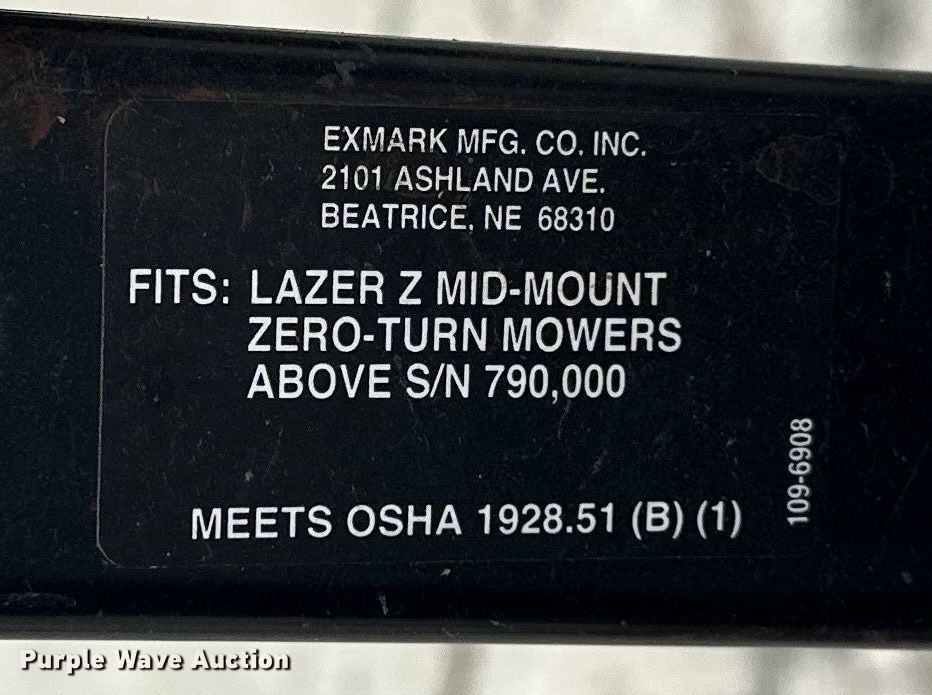 EXMARK MFG. CO. INC.
2101 ASHLAND AVE.
BEATRICE, NE 68310
FITS: LAZER Z MID-MOUNT
ZERO-TURN MOWERS
ABOVE S/N 790,000
109-6908
MEETS OSHA 1928.51 (B) (1)
Purple Wave Auction